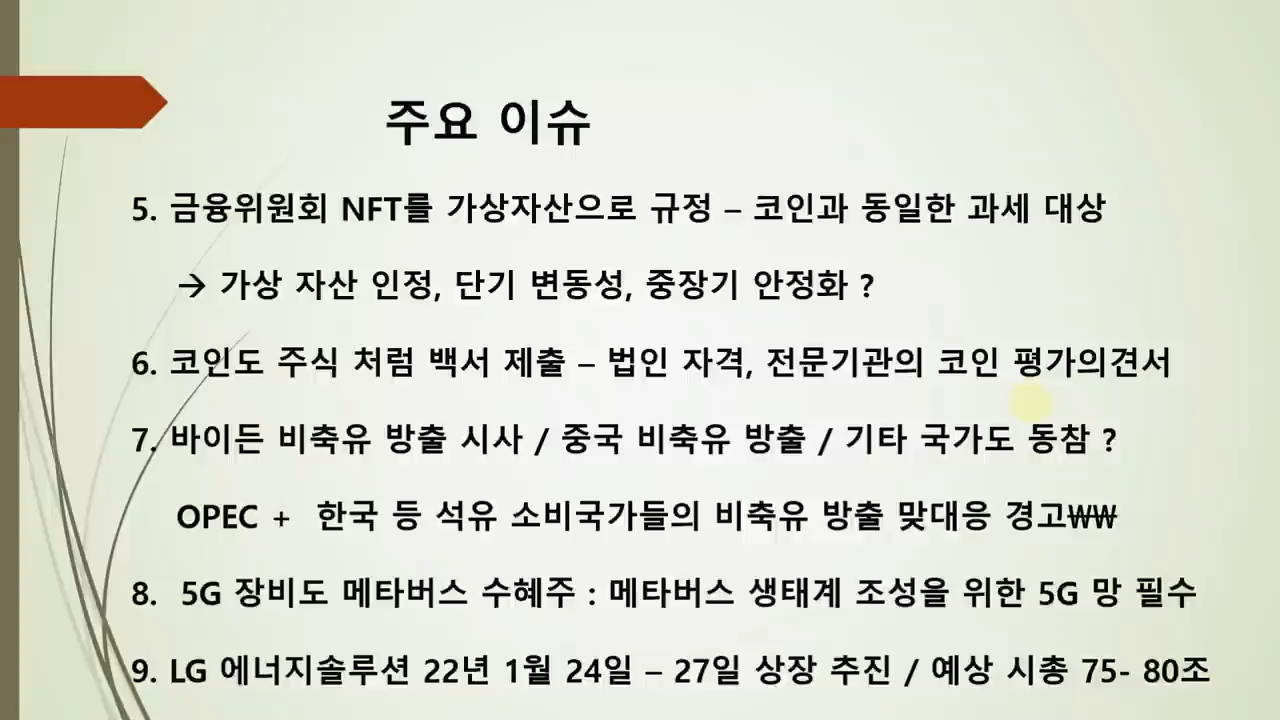 주요 이슈
5. 금융위원회 NFT를 가상자산으로 규정 – 코인과 동일한 과세 대상
→ 가상 자산 인정, 단기 변동성, 중장기 안정화 ?
6. 코인도 주식 처럼 백서 제출 – 법인 자격, 전문기관의 코인 평가의견서
7. 바이든 비축유 방출 시사 / 중국 비축유 방출 / 기타 국가도 동참 ?
OPEC + 한국 등 석유 소비국가들의 비축유 방출 맞대응 경고₩₩
8. 5G 장비도 메타버스 수혜주 : 메타버스 생태계 조성을 위한 5G 망 필수
9. LG 에너지솔루션 22년 1월 24일 – 27일 상장 추진 / 예상 시총 75- 80조